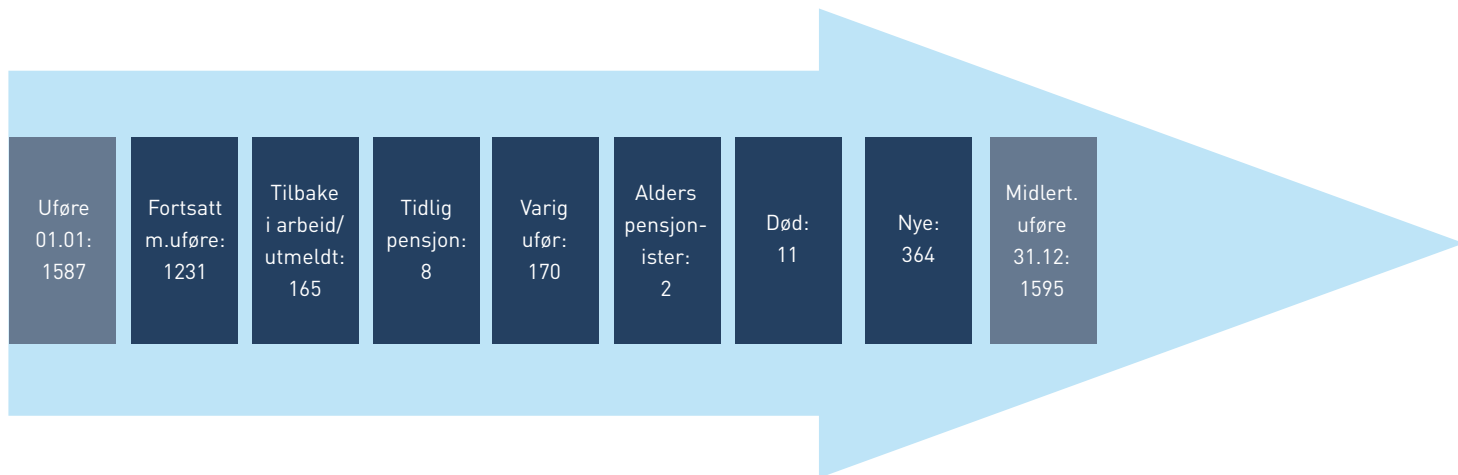 Uføre
01.01:
1587
Fortsatt
m.uføre:
1231
Tilbake
i arbeid/
utmeldt:
165
Tidlig
pensjon:
8
Varig
ufør:
170
Alders
pensjon-
ister:
2
Død:
11
Nye:
364
Midlert.
uføre
31.12:
1595